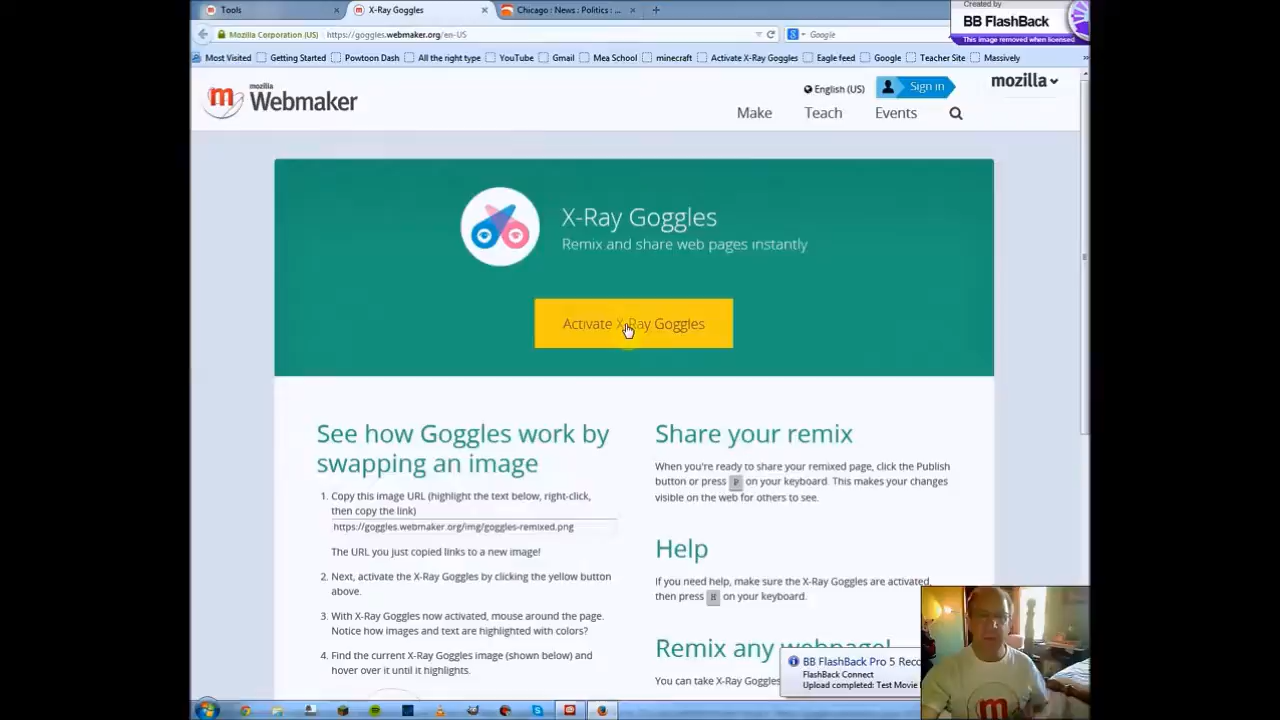 Tools
X-Ray Goggles
Chicago : News : Politics : ...
Created by
BB FlashBack
This image removed when licensed
Mozilla Corporation (US)
https://goggles.webmaker.org/en-US
Google
Most Visited
Getting Started
Powtoon Dash
All the right type
YouTube
Gmail
Mea School
minecraft
Activate X-Ray Goggles
Eagle feed
Google
Teacher Site
Massively
mozilla
Webmaker
English (US)
Sign in
mozilla
Make
Teach
Events
X-Ray Goggles
Remix and share web pages instantly
Activate X-Ray Goggles
See how Goggles work by
swapping an image
1. Copy this image URL (highlight the text below, right-click,
then copy the link)
https://goggles.webmaker.org/img/goggles-remixed.png
The URL you just copied links to a new image!
2. Next, activate the X-Ray Goggles by clicking the yellow button
above.
3. With X-Ray Goggles now activated, mouse around the page.
Notice how images and text are highlighted with colors?
4. Find the current X-Ray Goggles image (shown below) and
hover over it until it highlights.
Share your remix
When you're ready to share your remixed page, click the Publish
button or press P on your keyboard. This makes your changes
visible on the web for others to see.
Help
If you need help, make sure the X-Ray Goggles are activated,
then press H on your keyboard.
Remix any webpage!
You can take X-Ray Goggles
BB FlashBack Pro 5 Reco
FlashBack Connect
Upload completed: Test Movie